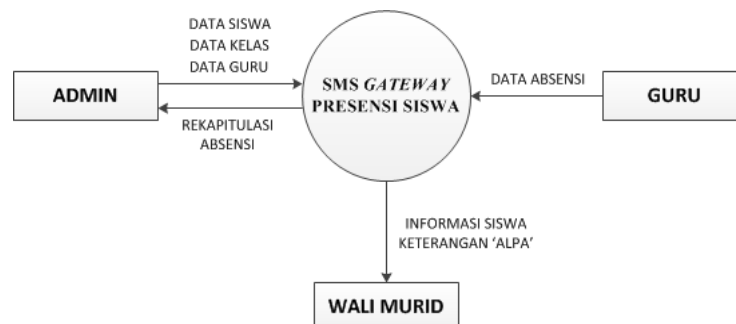 DATA SISWA
DATA KELAS
DATA GURU
ADMIN
REKAPITULASI
ABSENSI
SMS GATEWAY
PRESENSI SISWA
DATA ABSENSI
GURU
INFORMASI SISWA
KETERANGAN ‘ALPA’
WALI MURID